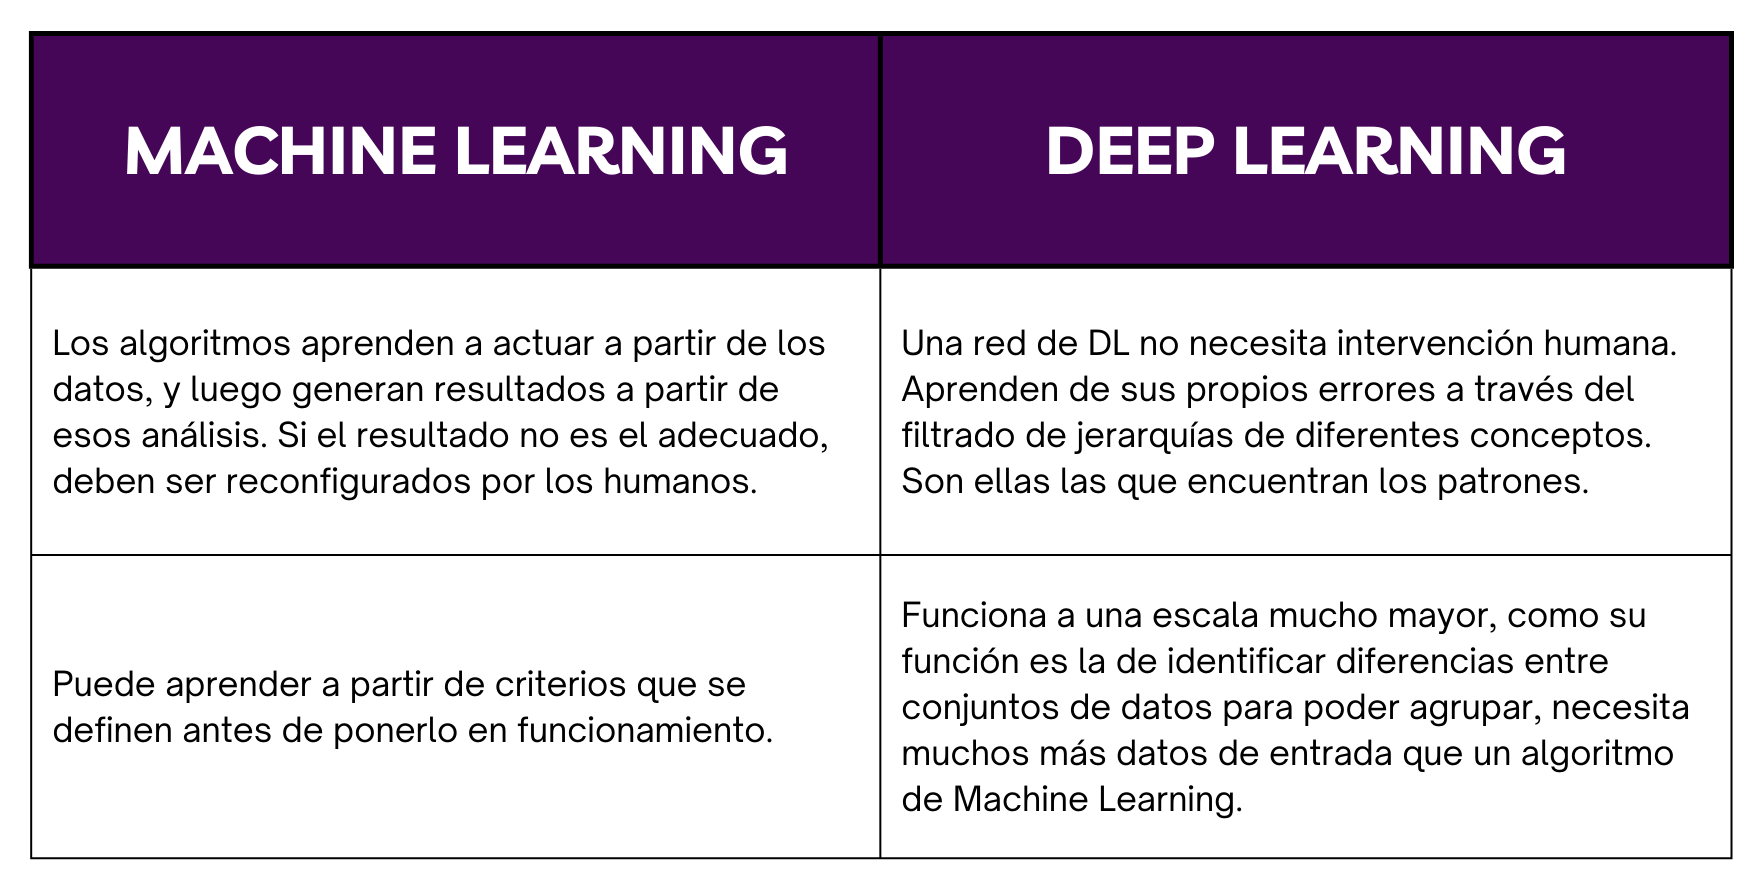 MACHINE LEARNING
DEEP LEARNING
Los algoritmos aprenden a actuar a partir de los
datos, y luego generan resultados a partir de
esos análisis. Si el resultado no es el adecuado,
deben ser reconfigurados por los humanos.
Una red de DL no necesita intervención humana.
Aprenden de sus propios errores a través del
filtrado de jerarquías de diferentes conceptos.
Son ellas las que encuentran los patrones.
Puede aprender a partir de criterios que se
definen antes de ponerlo en funcionamiento.
Funciona a una escala mucho mayor, como su
función es la de identificar diferencias entre
conjuntos de datos para poder agrupar, necesita
muchos más datos de entrada que un algoritmo
de Machine Learning.